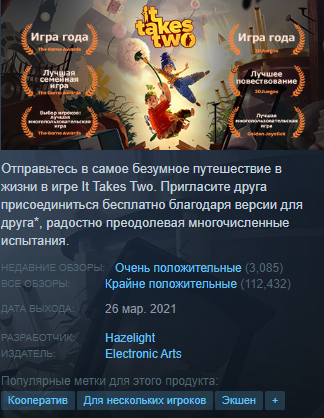 it
takes
two
Игра года
The Game Awards
Игра года
DICE Awards
Лучшая
семейная
игра
The Game Awards
Лучшее
повествование
Выбор игроков:
лучшая
многопользовательская
игра
The Game Awards
Лучшая
многопользовательская
игра
Golden Joystick
Отправьтесь в самое безумное путешествие в
жизни в игре It Takes Two. Пригласите друга
присоединиться бесплатно благодаря версии для
друга*, радостно преодолевая многочисленные
испытания.
НЕДАВНИЕ ОБЗОРЫ: Очень положительные (3,085)
ВСЕ ОБЗОРЫ: Крайне положительные (112,432)
ДАТА ВЫХОДА: 26 мар. 2021
РАЗРАБОТЧИК: Hazelight
ИЗДАТЕЛЬ: Electronic Arts
Популярные метки для этого продукта:
Кооператив Для нескольких игроков Экшен +